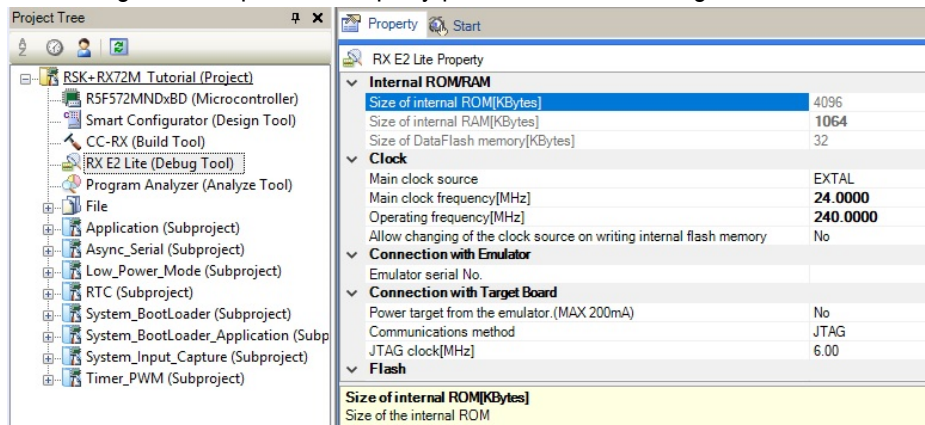 Project Tree
RSK+RX72M_Tutorial (Project)
R5F572MNDxBD (Microcontroller)
Smart Configurator (Design Tool)
CC-RX (Build Tool)
RX E2 Lite (Debug Tool)
Program Analyzer (Analyze Tool)
File
Application (Subproject)
Async_Serial (Subproject)
Low_Power_Mode (Subproject)
RTC (Subproject)
System_BootLoader (Subproject)
System_BootLoader_Application (Subp
System_Input_Capture (Subproject)
Timer_PWM (Subproject)
Property Start
RX E2 Lite Property
Internal ROM/RAM
Size of internal ROM[KBytes] 4096
Size of internal RAM[KBytes] 1064
Size of DataFlash memory[KBytes] 32
Clock
Main clock source EXTAL
Main clock frequency[MHz] 24.0000
Operating frequency[MHz] 240.0000
Allow changing of the clock source on writing internal flash memory No
Connection with Emulator
Emulator serial No.
Connection with Target Board
Power target from the emulator.(MAX 200mA) No
Communications method JTAG
JTAG clock[MHz] 6.00
Flash
Size of internal ROM[KBytes]
Size of the internal ROM